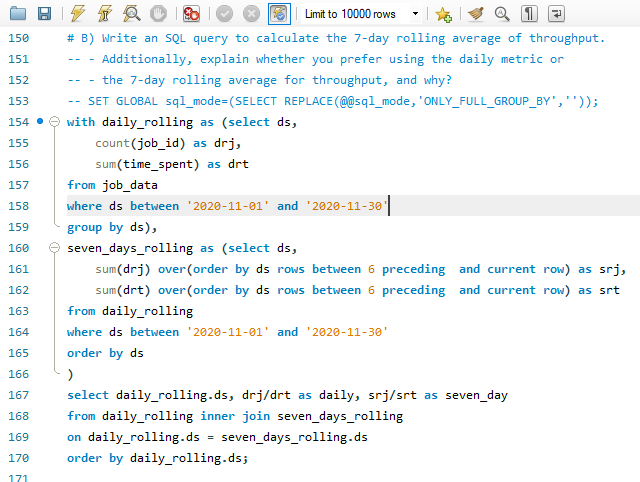 Limit to 10000 rows
150 # B) Write an SQL query to calculate the 7-day rolling average of throughput.
151 -- - Additionally, explain whether you prefer using the daily metric or
152 -- - the 7-day rolling average for throughput, and why?
153 -- SET GLOBAL sql_mode=(SELECT REPLACE(@@sql_mode,'ONLY_FULL_GROUP_BY',''));
154 with daily_rolling as (select ds,
155 count(job_id) as drj,
156 sum(time_spent) as drt
157 from job_data
158 where ds between '2020-11-01' and '2020-11-30'
159 group by ds),
160 seven_days_rolling as (select ds,
161 sum(drj) over(order by ds rows between 6 preceding  and current row) as srj,
162 sum(drt) over(order by ds rows between 6 preceding  and current row) as srt
163 from daily_rolling
164 where ds between '2020-11-01' and '2020-11-30'
165 order by ds
166 )
167 select daily_rolling.ds, drj/drt as daily, srj/srt as seven_day
168 from daily_rolling inner join seven_days_rolling
169 on daily_rolling.ds = seven_days_rolling.ds
170 order by daily_rolling.ds;
171